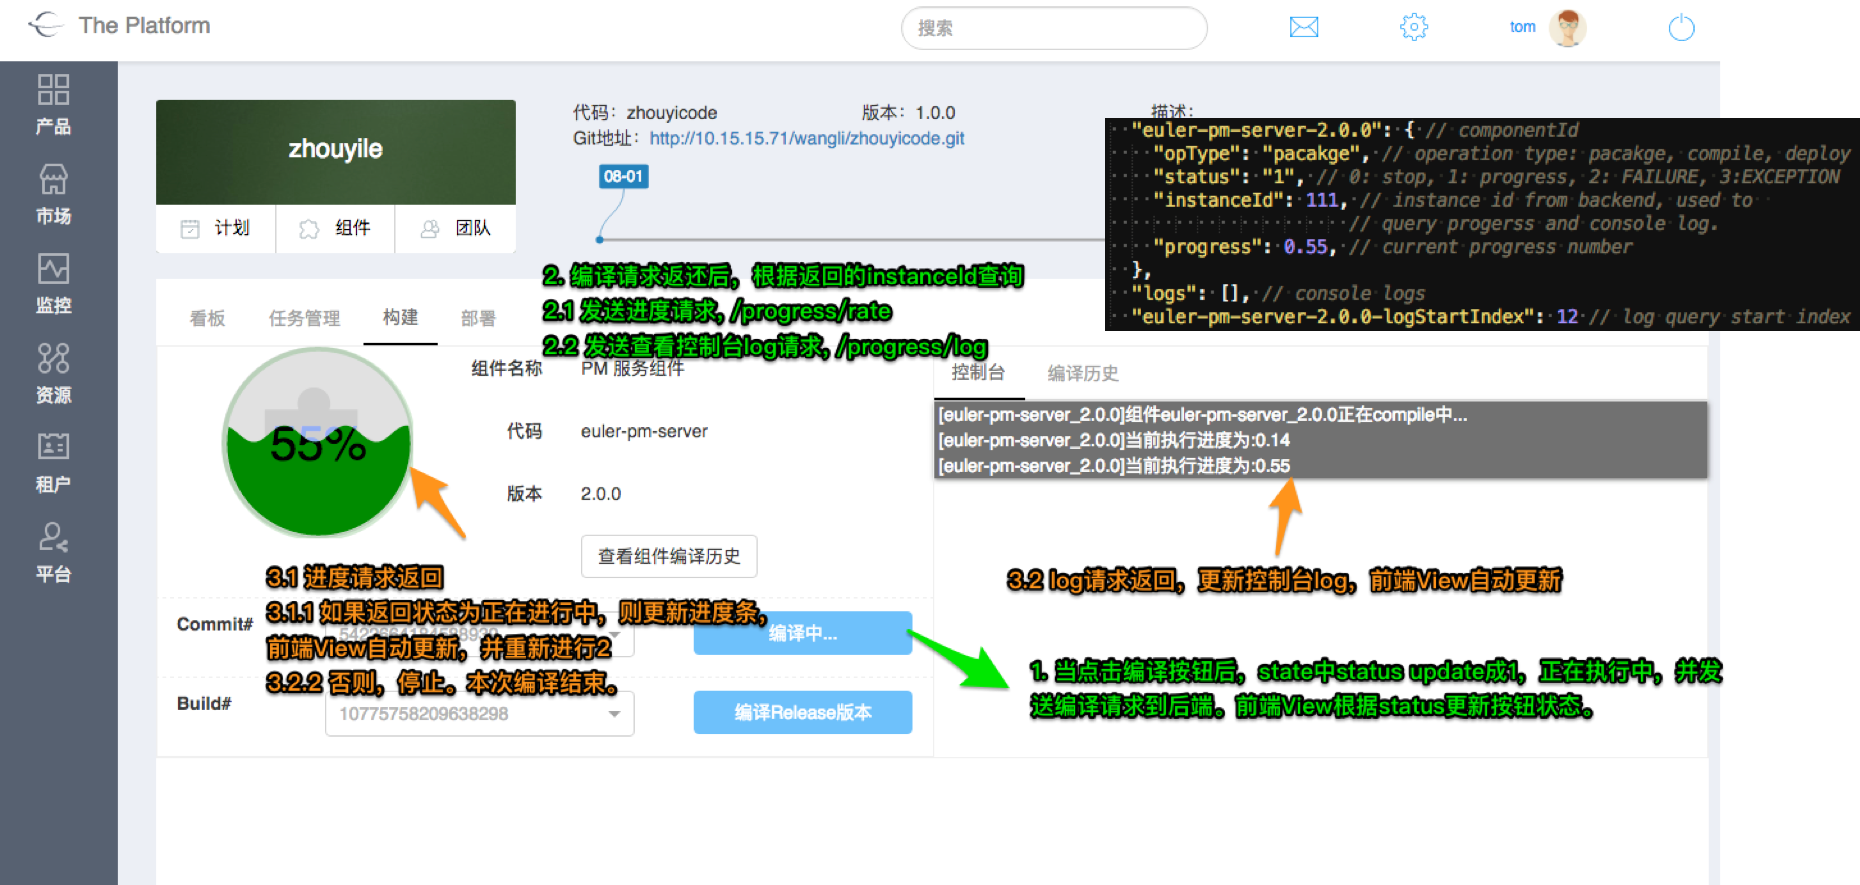 The Platform
搜索
tom
产品
市场
监控
资源
租户
平台
zhouyile
计划
组件
团队
代码：zhouyicode
版本：1.0.0
描述：
Git地址：http://10.15.15.71/wangli/zhouyicode.git
08-01
"euler-pm-server-2.0.0": { // componentId
"opType": "pacakge", // operation type: pacakge, compile, deploy
"status": "1", // 0: stop, 1: progress, 2: FAILURE, 3:EXCEPTION
"instanceId": 111, // instance id from backend, used to
// query progerss and console log.
"progress": 0.55, // current progress number
},
"logs": [], // console logs
"euler-pm-server-2.0.0-logStartIndex": 12 // log query start index
2. 编译请求返还后，根据返回的instanceId查询
2.1 发送进度请求, /progress/rate
2.2 发送查看控制台log请求, /progress/log
看板
任务管理
构建
部署
55%
组件名称
PM 服务组件
代码
euler-pm-server
版本
2.0.0
查看组件编译历史
控制台
编译历史
[euler-pm-server_2.0.0]组件euler-pm-server_2.0.0正在compile中...
[euler-pm-server_2.0.0]当前执行进度为:0.14
[euler-pm-server_2.0.0]当前执行进度为:0.55
3.1 进度请求返回
3.1.1 如果返回状态为正在进行中，则更新进度条，
前端View自动更新，并重新进行2
3.2.2 否则，停止。本次编译结束。
3.2 log请求返回，更新控制台log，前端View自动更新
Commit#
编译中...
Build#
10775758209638298
编译Release版本
1. 当点击编译按钮后，state中status update成1，正在执行中，并发
送编译请求到后端。前端View根据status更新按钮状态。